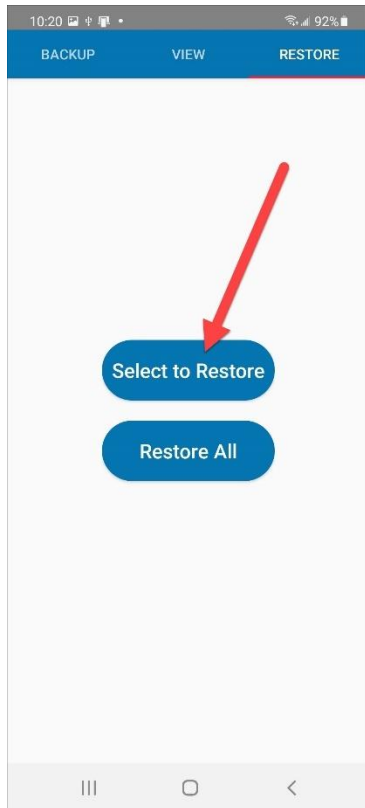 10:20 92%
BACKUP VIEW RESTORE
Select to Restore
Restore All